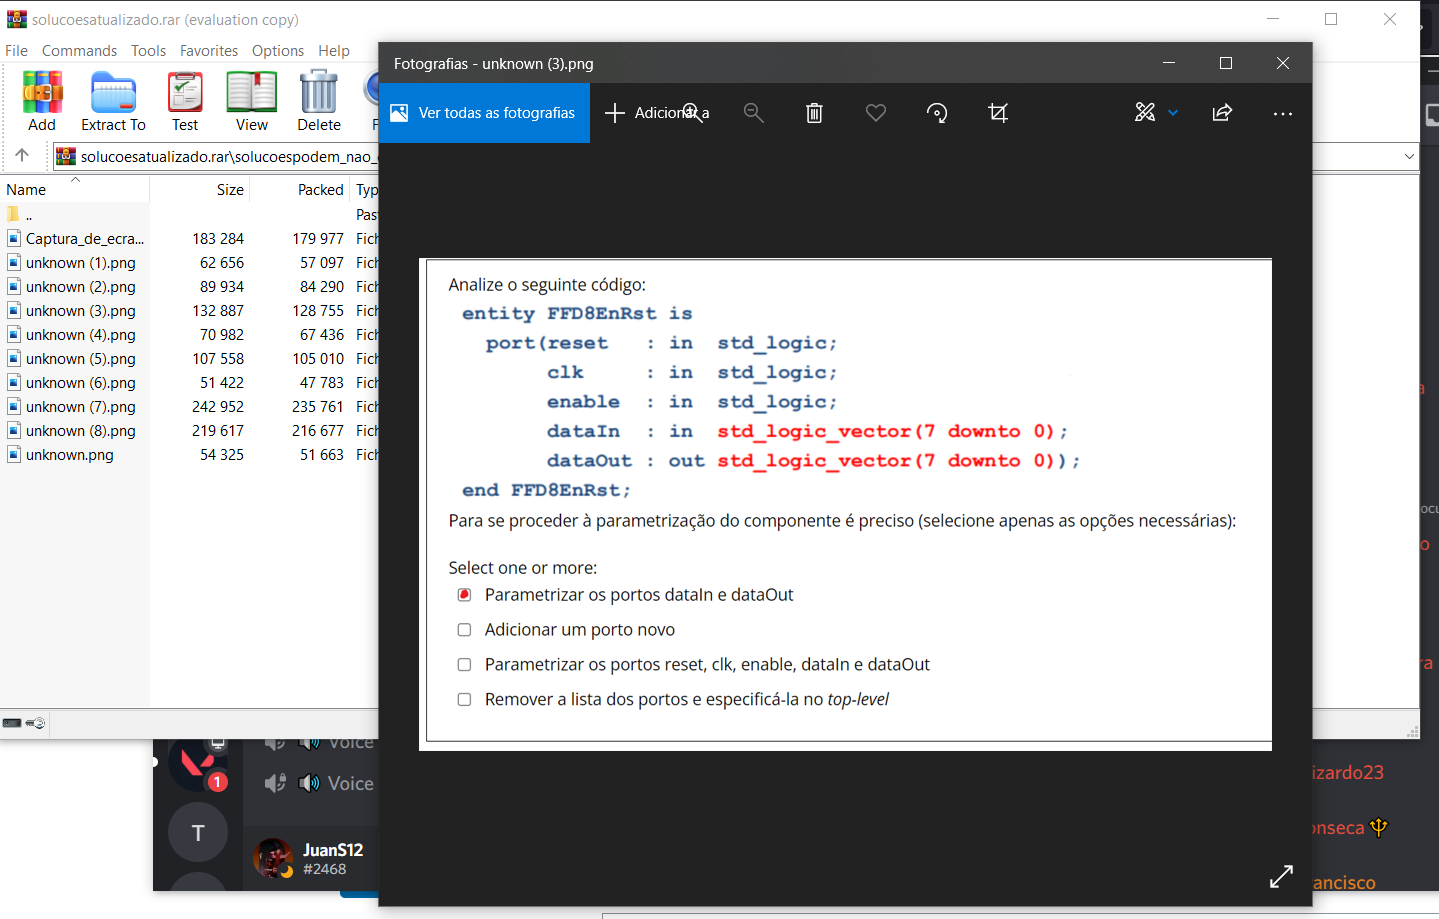 solucoesatualizado.rar (evaluation copy)
File Commands Tools Favorites Options Help
Add Extract To Test View Delete
solucoesatualizado.rar\solucoespodem_nao_
Name Size Packed Typ
.. Past
Captura_de_ecra... 183 284 179 977 Fich
unknown (1).png 62 656 57 097 Fich
unknown (2).png 89 934 84 290 Fich
unknown (3).png 132 887 128 755 Fich
unknown (4).png 70 982 67 436 Fich
unknown (5).png 107 558 105 010 Fich
unknown (6).png 51 422 47 783 Fich
unknown (7).png 242 952 235 761 Fich
unknown (8).png 219 617 216 677 Fich
unknown.png 54 325 51 663 Fich
Fotografias - unknown (3).png
Ver todas as fotografias Adicionar a
Analize o seguinte código:
entity FFD8EnRst is
port(reset : in std_logic;
clk : in std_logic;
enable : in std_logic;
dataIn : in std_logic_vector(7 downto 0);
dataOut : out std_logic_vector(7 downto 0));
end FFD8EnRst;
Para se proceder à parametrização do componente é preciso (selecione apenas as opções necessárias):
Select one or more:
Parametrizar os portos dataIn e dataOut
Adicionar um porto novo
Parametrizar os portos reset, clk, enable, dataIn e dataOut
Remover a lista dos portos e especificá-la no top-level
Voice
Voice
1
T
JuanS12
#2468
izardo23
onseca
ancisco